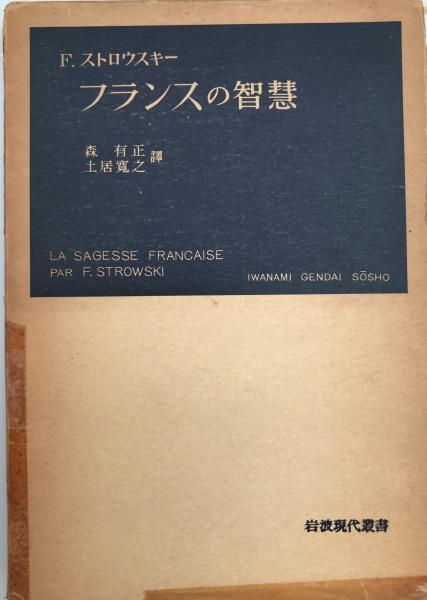 F. ストロウスキー
フランスの智慧
森 有正
土居寛之 譯
LA SAGESSE FRANCAISE
PAR F. STROWSKI
IWANAMI GENDAI SŌSHO
岩波現代叢書